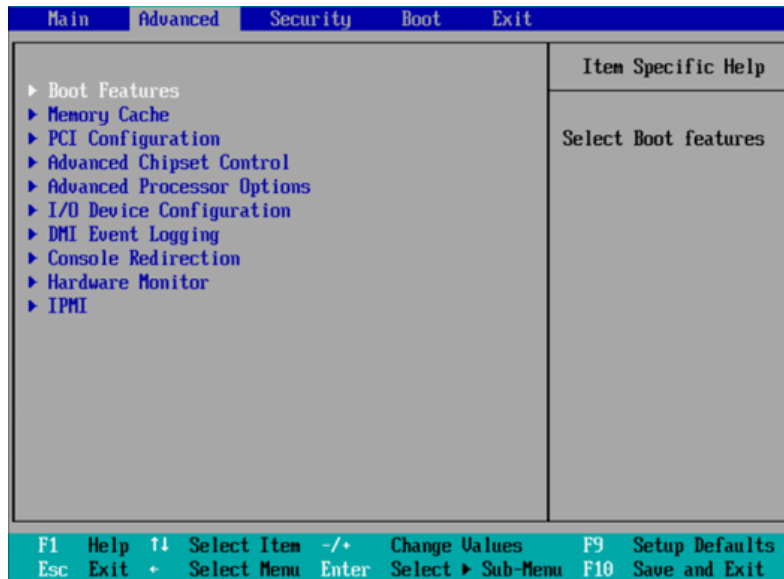 Main Advanced Security Boot Exit
Item Specific Help
▶ Boot Features
▶ Memory Cache
▶ PCI Configuration
Select Boot features
▶ Advanced Chipset Control
▶ Advanced Processor Options
▶ I/O Device Configuration
▶ DMI Event Logging
▶ Console Redirection
▶ Hardware Monitor
▶ IPMI
F1 Help ↑↓ Select Item -/+ Change Values F9 Setup Defaults
Esc Exit ← Select Menu Enter Select ▶ Sub-Menu F10 Save and Exit